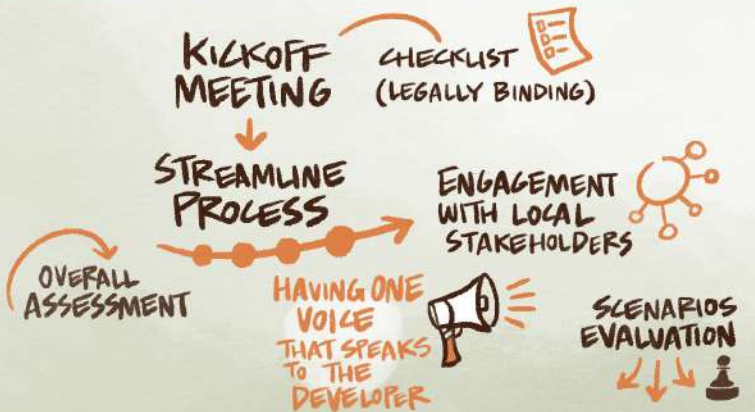 KICKOFF
MEETING
CHECKLIST
(LEGALLY BINDING)
STREAMLINE
PROCESS
ENGAGEMENT
WITH LOCAL
STAKEHOLDERS
OVERALL
ASSESSMENT
HAVING ONE
VOICE
THAT SPEAKS
TO THE
DEVELOPER
SCENARIOS
EVALUATION